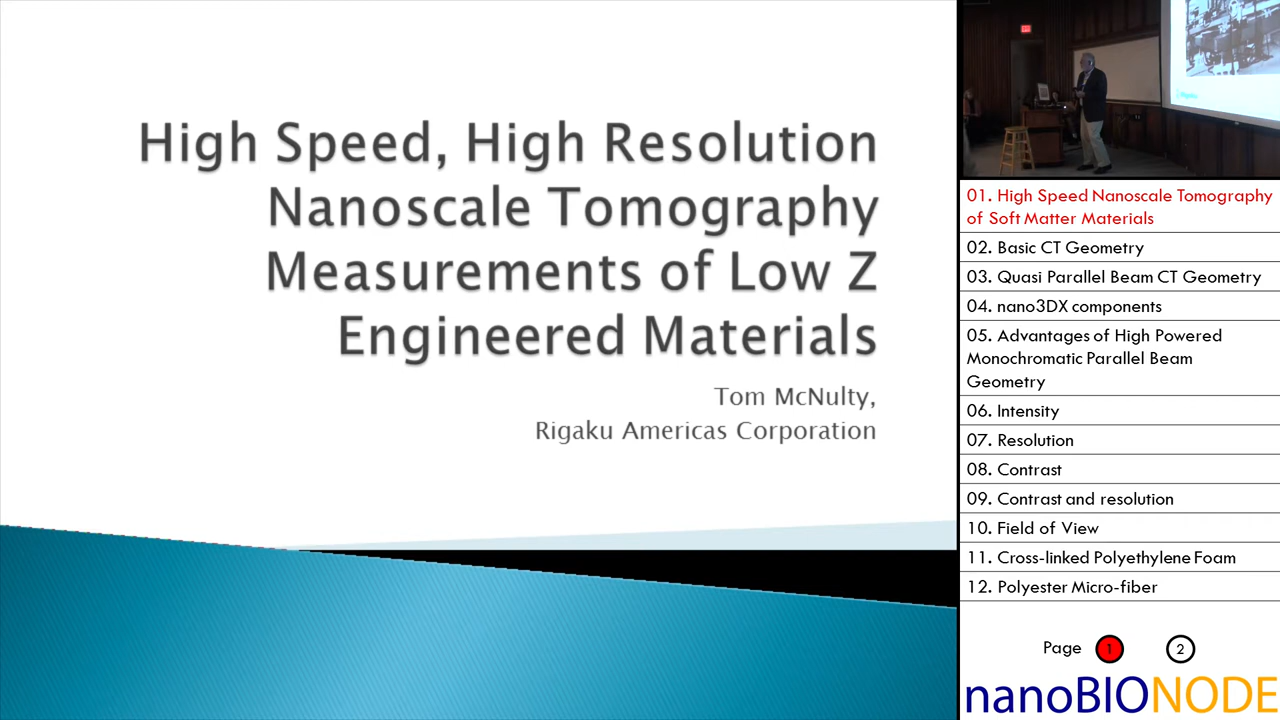 High Speed, High Resolution
Nanoscale Tomography
Measurements of Low Z
Engineered Materials
Tom McNulty,
Rigaku Americas Corporation
01. High Speed Nanoscale Tomography
of Soft Matter Materials
02. Basic CT Geometry
03. Quasi Parallel Beam CT Geometry
04. nano3DX components
05. Advantages of High Powered
Monochromatic Parallel Beam
Geometry
06. Intensity
07. Resolution
08. Contrast
09. Contrast and resolution
10. Field of View
11. Cross-linked Polyethylene Foam
12. Polyester Micro-fiber
Page 1 2
nanoBIONODE